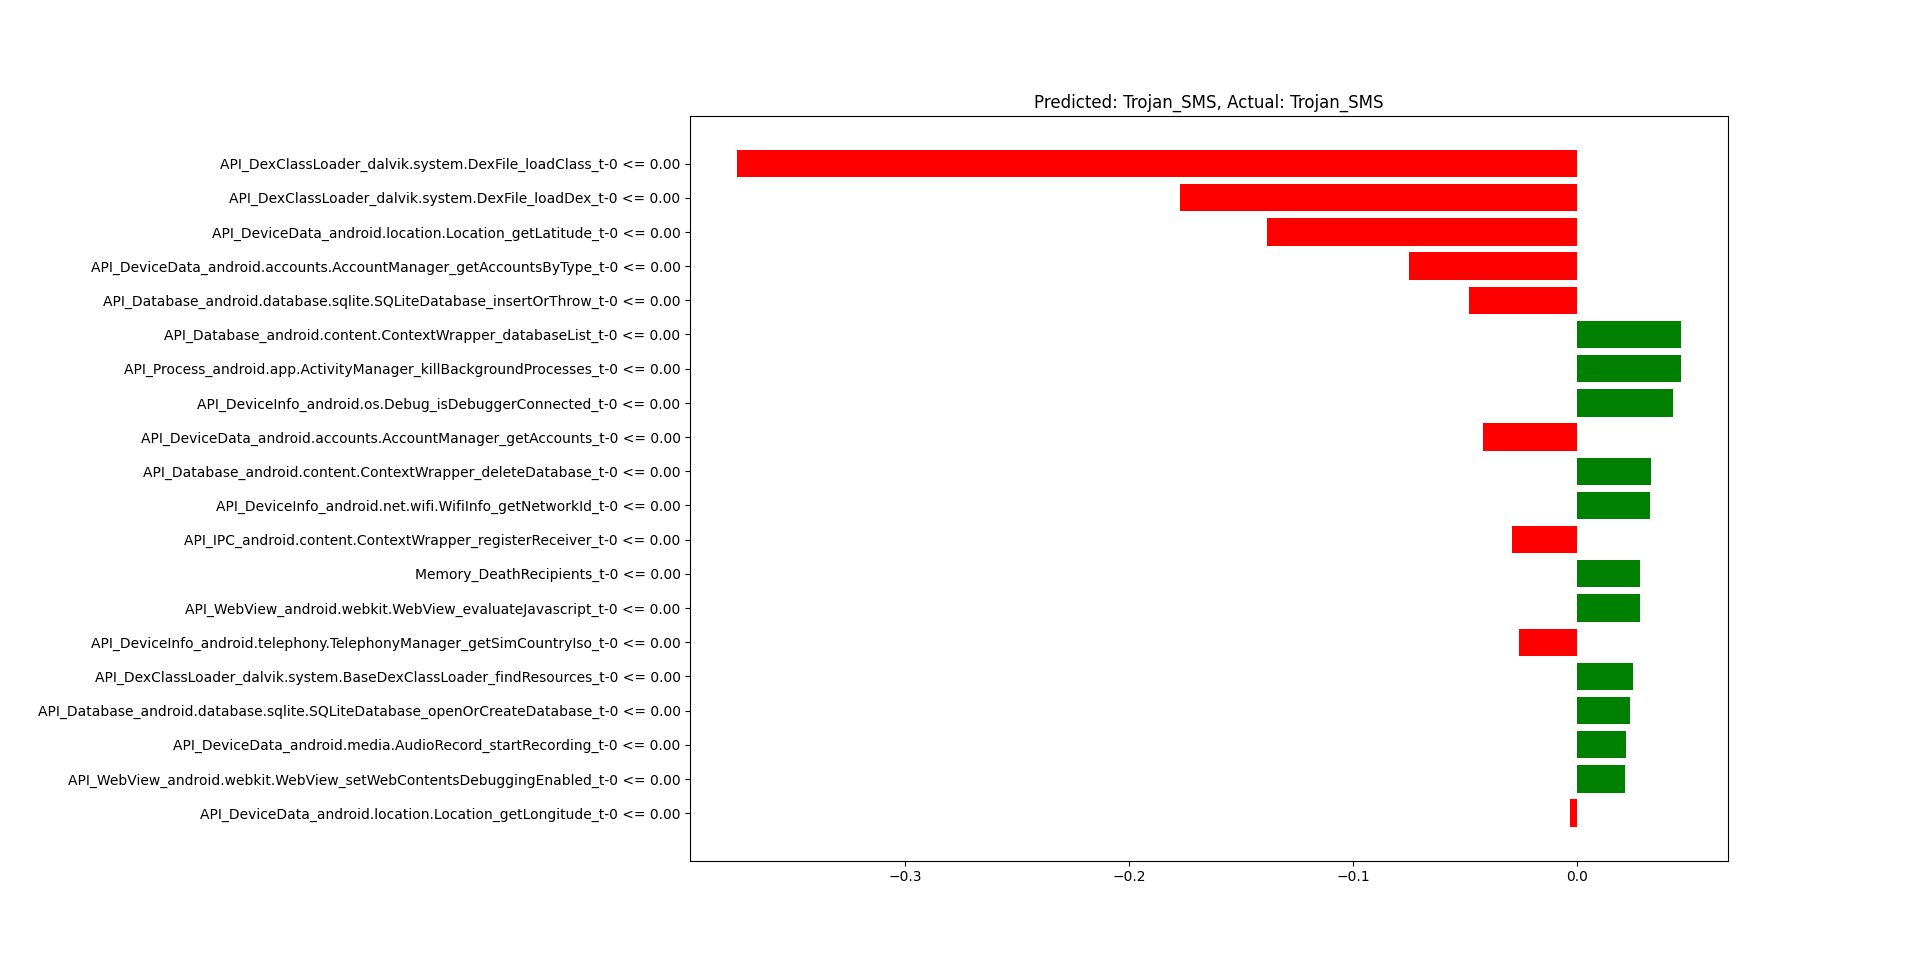 Predicted: Trojan_SMS, Actual: Trojan_SMS
API_DexClassLoader_dalvik.system.DexFile_loadClass_t-0 <= 0.00
API_DexClassLoader_dalvik.system.DexFile_loadDex_t-0 <= 0.00
API_DeviceData_android.location.Location_getLatitude_t-0 <= 0.00
API_DeviceData_android.accounts.AccountManager_getAccountsByType_t-0 <= 0.00
API_Database_android.database.sqlite.SQLiteDatabase_insertOrThrow_t-0 <= 0.00
API_Database_android.content.ContextWrapper_databaseList_t-0 <= 0.00
API_Process_android.app.ActivityManager_killBackgroundProcesses_t-0 <= 0.00
API_DeviceInfo_android.os.Debug_isDebuggerConnected_t-0 <= 0.00
API_DeviceData_android.accounts.AccountManager_getAccounts_t-0 <= 0.00
API_Database_android.content.ContextWrapper_deleteDatabase_t-0 <= 0.00
API_DeviceInfo_android.net.wifi.WifiInfo_getNetworkId_t-0 <= 0.00
API_IPC_android.content.ContextWrapper_registerReceiver_t-0 <= 0.00
Memory_DeathRecipients_t-0 <= 0.00
API_WebView_android.webkit.WebView_evaluateJavascript_t-0 <= 0.00
API_DeviceInfo_android.telephony.TelephonyManager_getSimCountryIso_t-0 <= 0.00
API_DexClassLoader_dalvik.system.BaseDexClassLoader_findResources_t-0 <= 0.00
API_Database_android.database.sqlite.SQLiteDatabase_openOrCreateDatabase_t-0 <= 0.00
API_DeviceData_android.media.AudioRecord_startRecording_t-0 <= 0.00
API_WebView_android.webkit.WebView_setWebContentsDebuggingEnabled_t-0 <= 0.00
API_DeviceData_android.location.Location_getLongitude_t-0 <= 0.00
−0.3 −0.2 −0.1 0.0